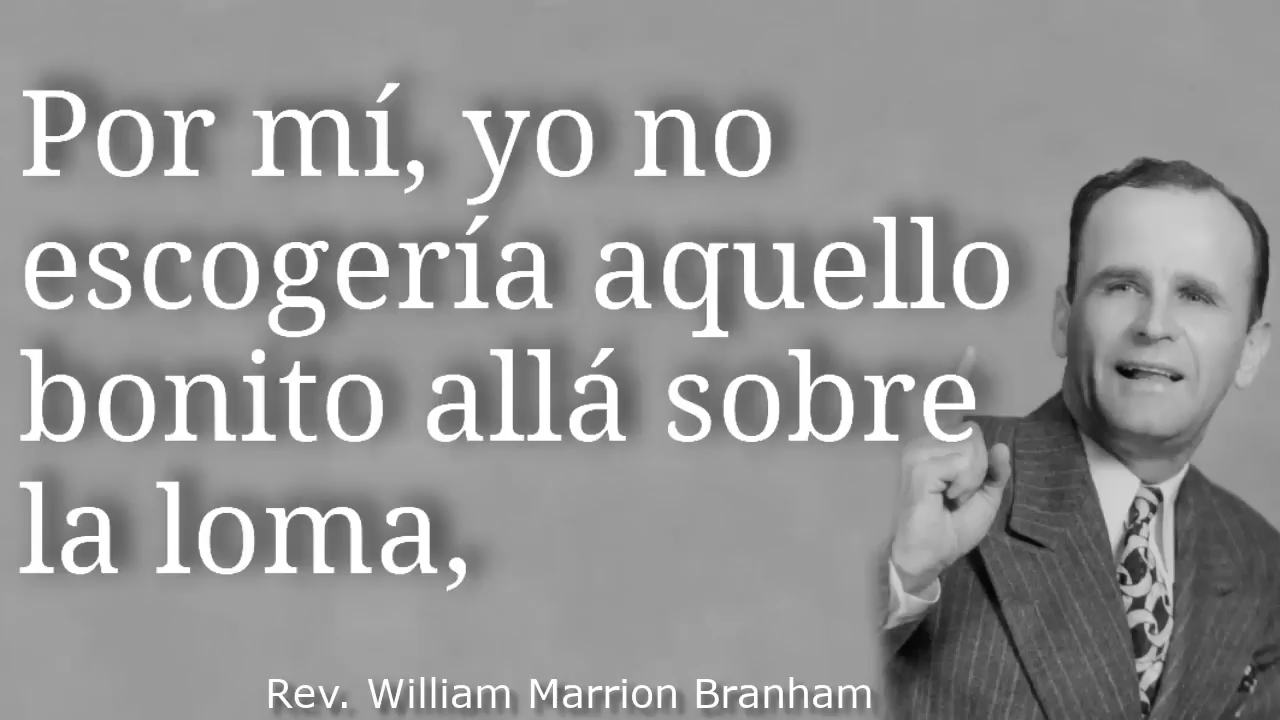 Por mí, yo no
escogería aquello
bonito allá sobre
la loma,
Rev. William Marrion Branham